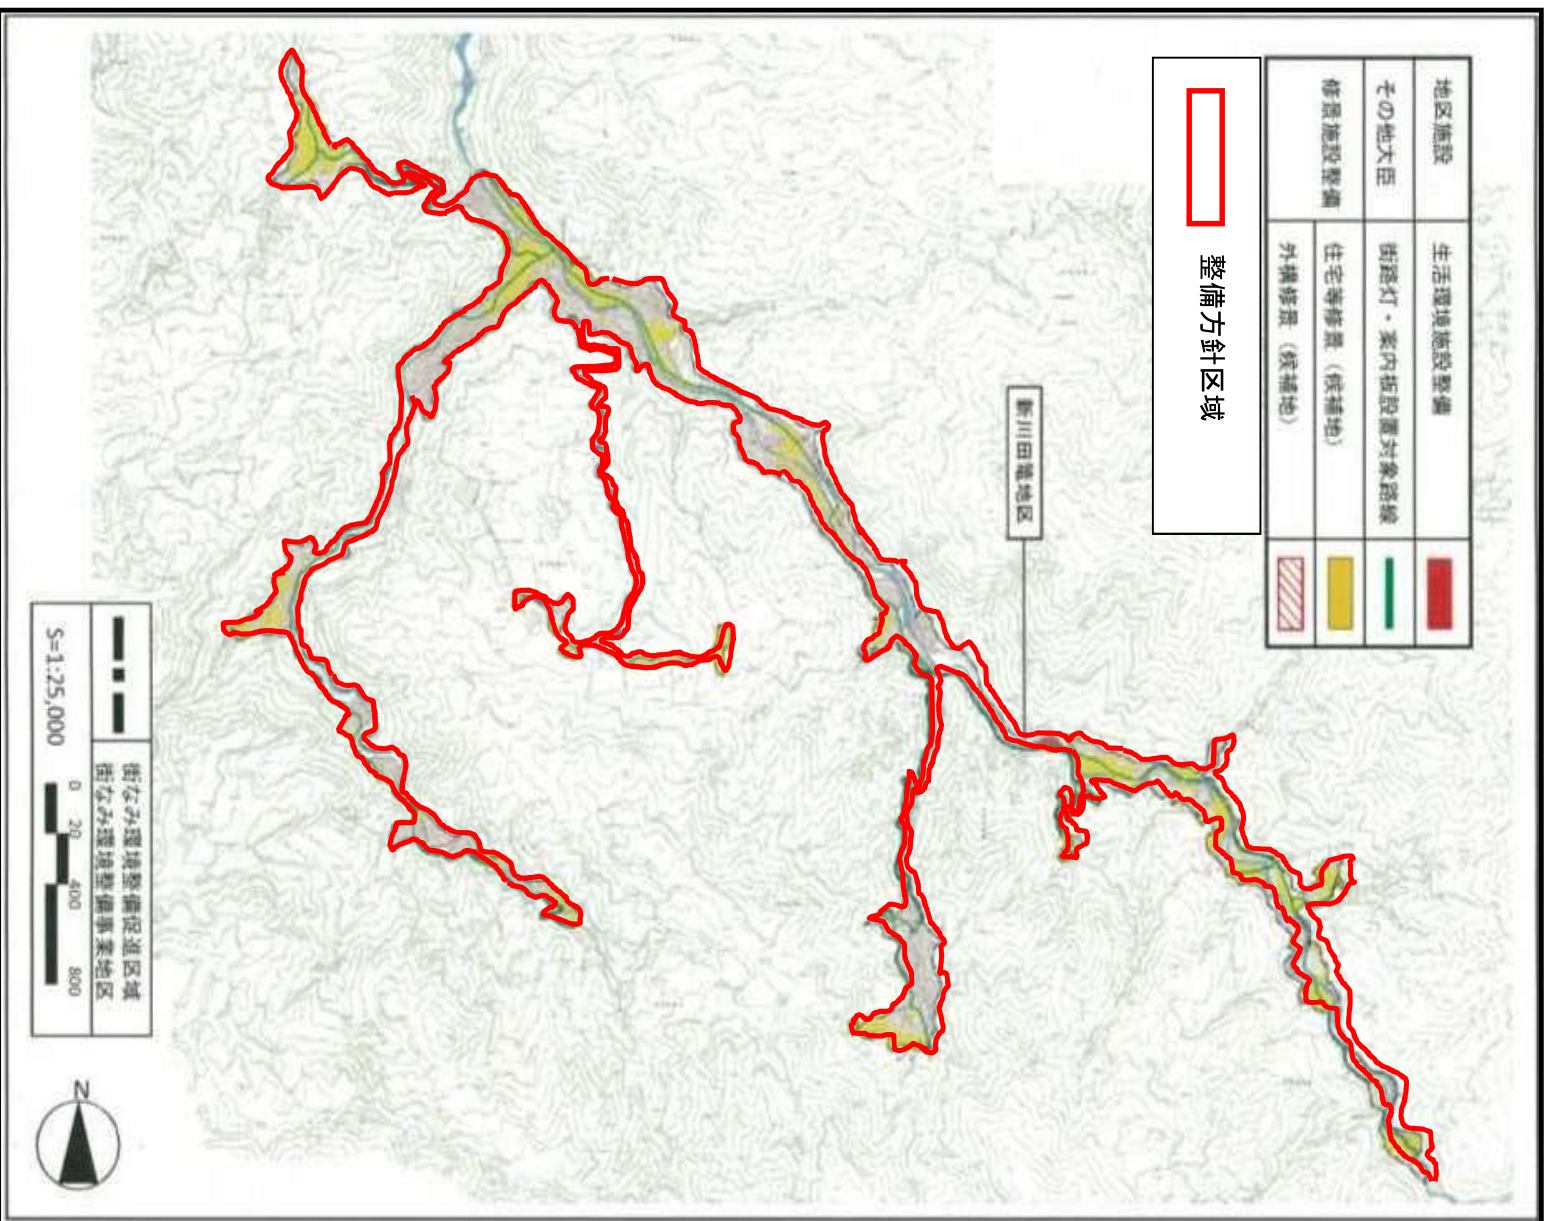 地区施設
生活環境施設整備
その他大臣
街路灯・案内板設置対象路線
修景施設整備
住宅等修景（候補地）
外構修景（候補地）
整備方針区域
新川田篭地区
街なみ環境整備促進区域
街なみ環境整備事業地区
S=1:25,000
0 20 400 800
N